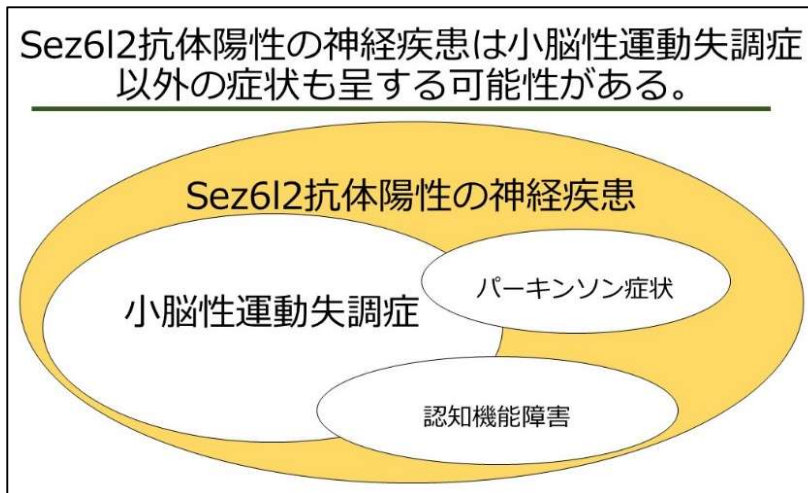 Sez6l2抗体陽性の神経疾患は小脳性運動失調症
以外の症状も呈する可能性がある。
Sez6l2抗体陽性の神経疾患
小脳性運動失調症
パーキンソン症状
認知機能障害